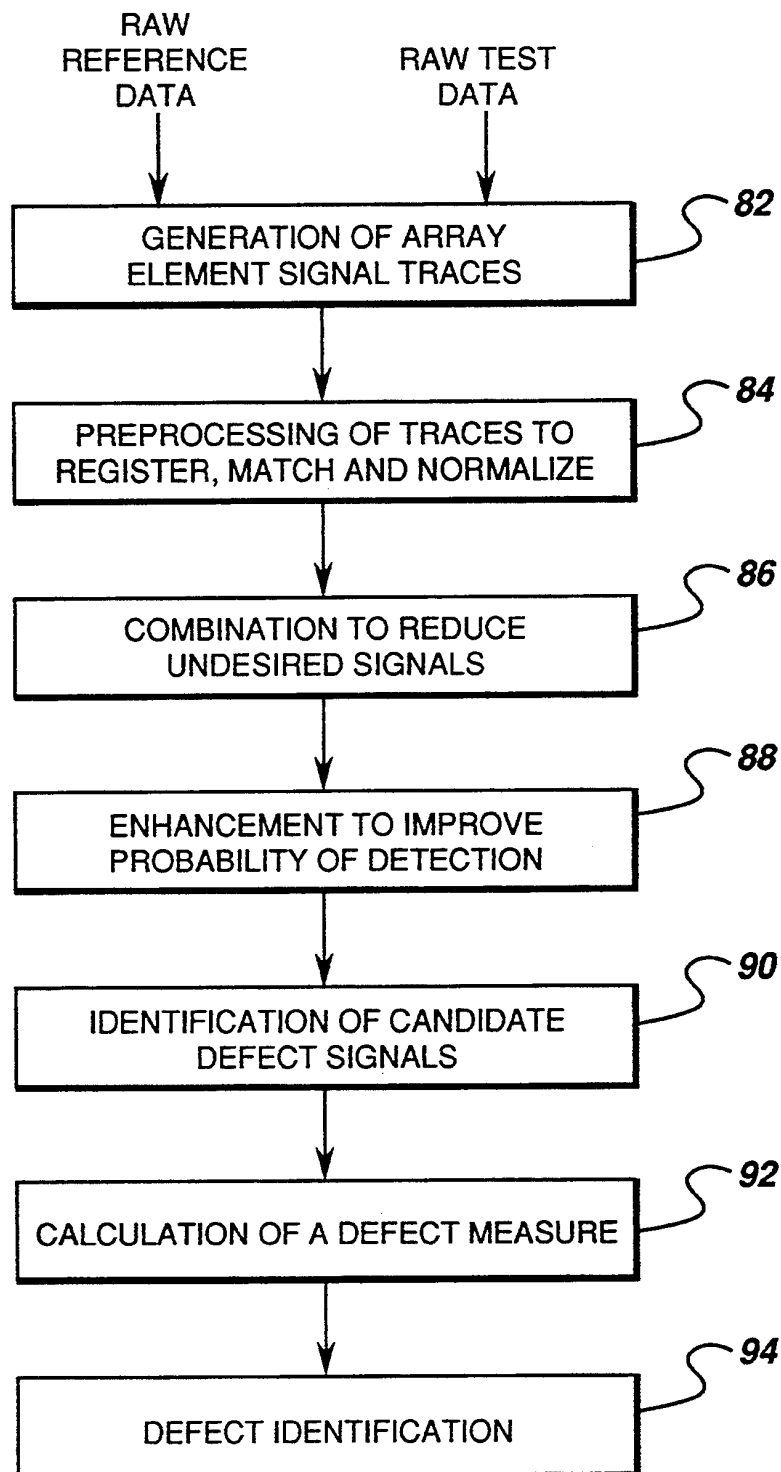 RAW
REFERENCE
DATA
RAW TEST
DATA
82
GENERATION OF ARRAY
ELEMENT SIGNAL TRACES
84
PREPROCESSING OF TRACES TO
REGISTER, MATCH AND NORMALIZE
86
COMBINATION TO REDUCE
UNDESIRED SIGNALS
88
ENHANCEMENT TO IMPROVE
PROBABILITY OF DETECTION
90
IDENTIFICATION OF CANDIDATE
DEFECT SIGNALS
92
CALCULATION OF A DEFECT MEASURE
94
DEFECT IDENTIFICATION